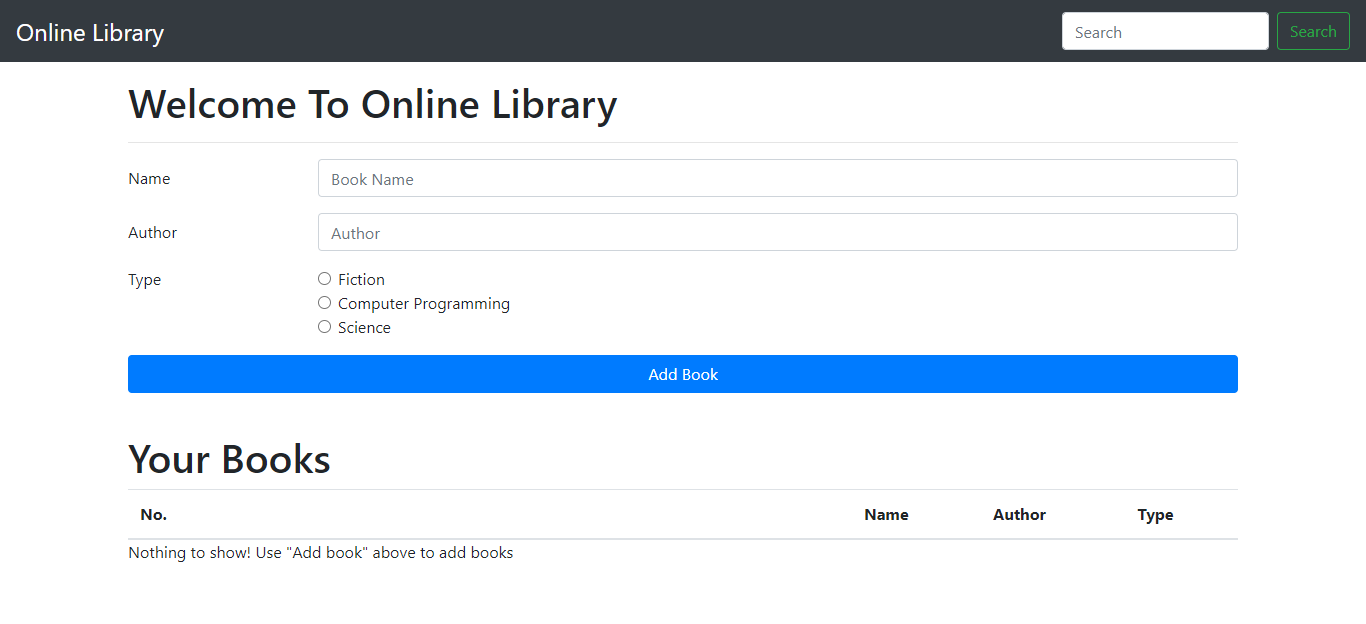 Online Library Search Search
Welcome To Online Library
Name Book Name
Author Author
Type Fiction
Computer Programming
Science
Add Book
Your Books
No. Name Author Type
Nothing to show! Use "Add book" above to add books